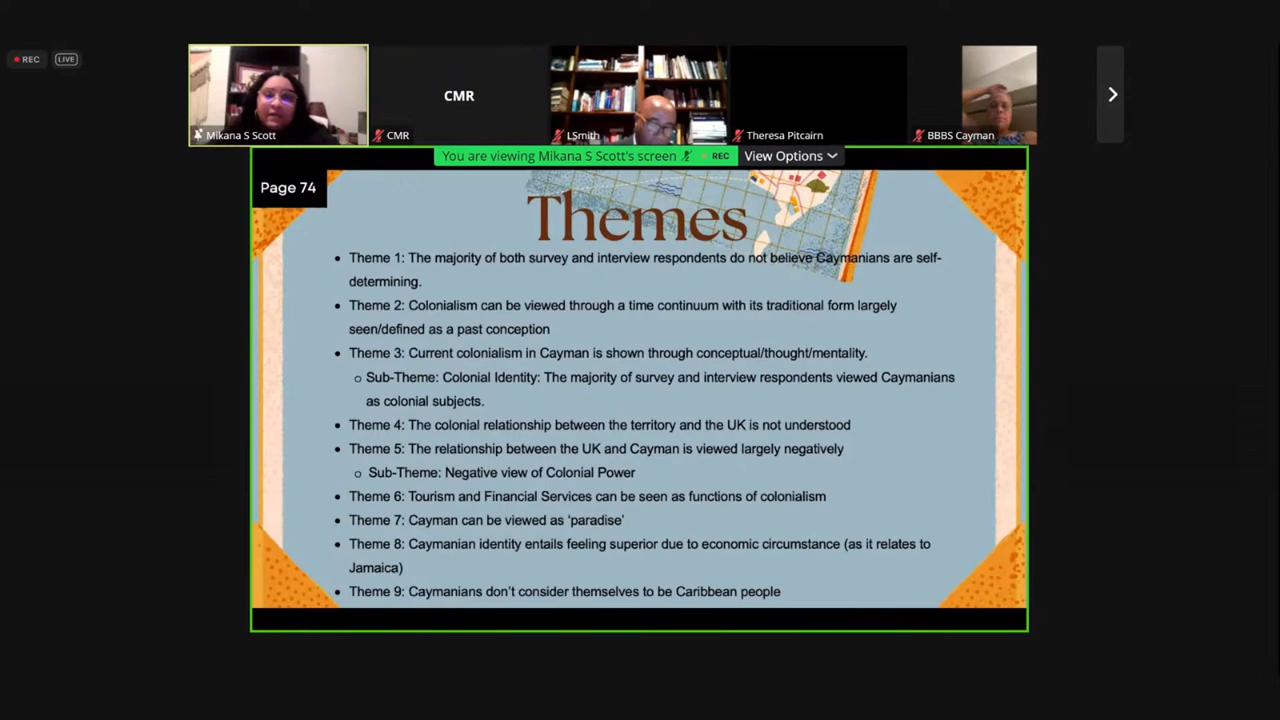 REC
LIVE
CMR
Mikana S Scott
CMR
LSmith
Theresa Pitcairn
BBBS Cayman
You are viewing Mikana S Scott's screen
REC
View Options
Page 74
Themes
• Theme 1: The majority of both survey and interview respondents do not believe Caymanians are self-
determining.
• Theme 2: Colonialism can be viewed through a time continuum with its traditional form largely
seen/defined as a past conception
• Theme 3: Current colonialism in Cayman is shown through conceptual/thought/mentality.
o Sub-Theme: Colonial Identity: The majority of survey and interview respondents viewed Caymanians
as colonial subjects.
• Theme 4: The colonial relationship between the territory and the UK is not understood
• Theme 5: The relationship between the UK and Cayman is viewed largely negatively
o Sub-Theme: Negative view of Colonial Power
• Theme 6: Tourism and Financial Services can be seen as functions of colonialism
• Theme 7: Cayman can be viewed as ‘paradise’
• Theme 8: Caymanian identity entails feeling superior due to economic circumstance (as it relates to
Jamaica)
• Theme 9: Caymanians don’t consider themselves to be Caribbean people